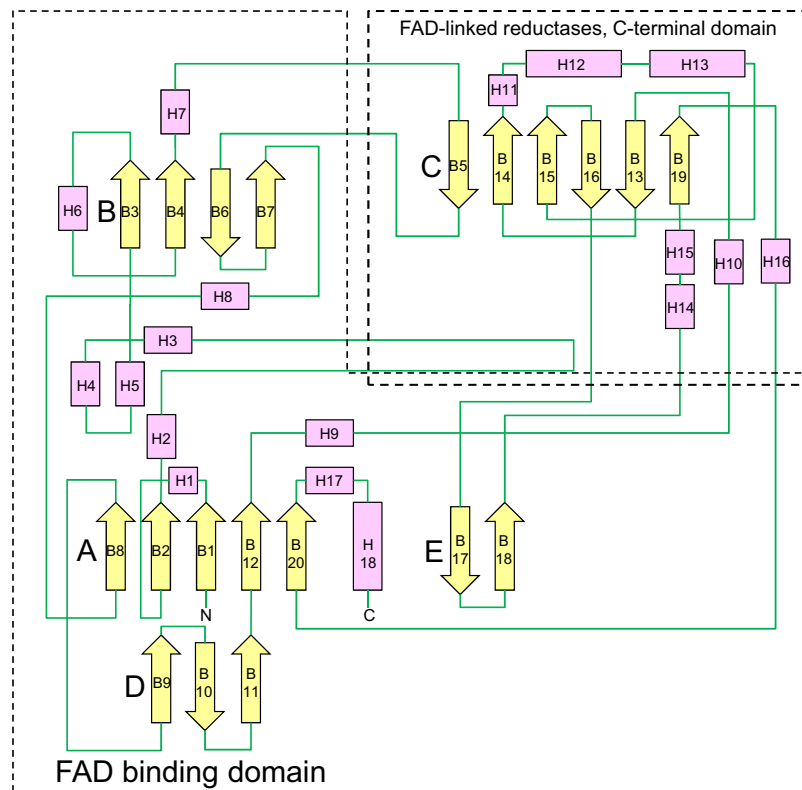 FAD-linked reductases, C-terminal domain
H12
H13
H11
H7
C
B5
B
14
B
15
B
16
B
13
B
19
H6
B
B3
B4
B6
B7
H15
H10
H16
H8
H14
H3
H4
H5
H2
H9
H1
H17
A
B8
B2
B1
B
12
B
20
H
18
E
B
17
B
18
N
C
D
B9
B
10
B
11
FAD binding domain